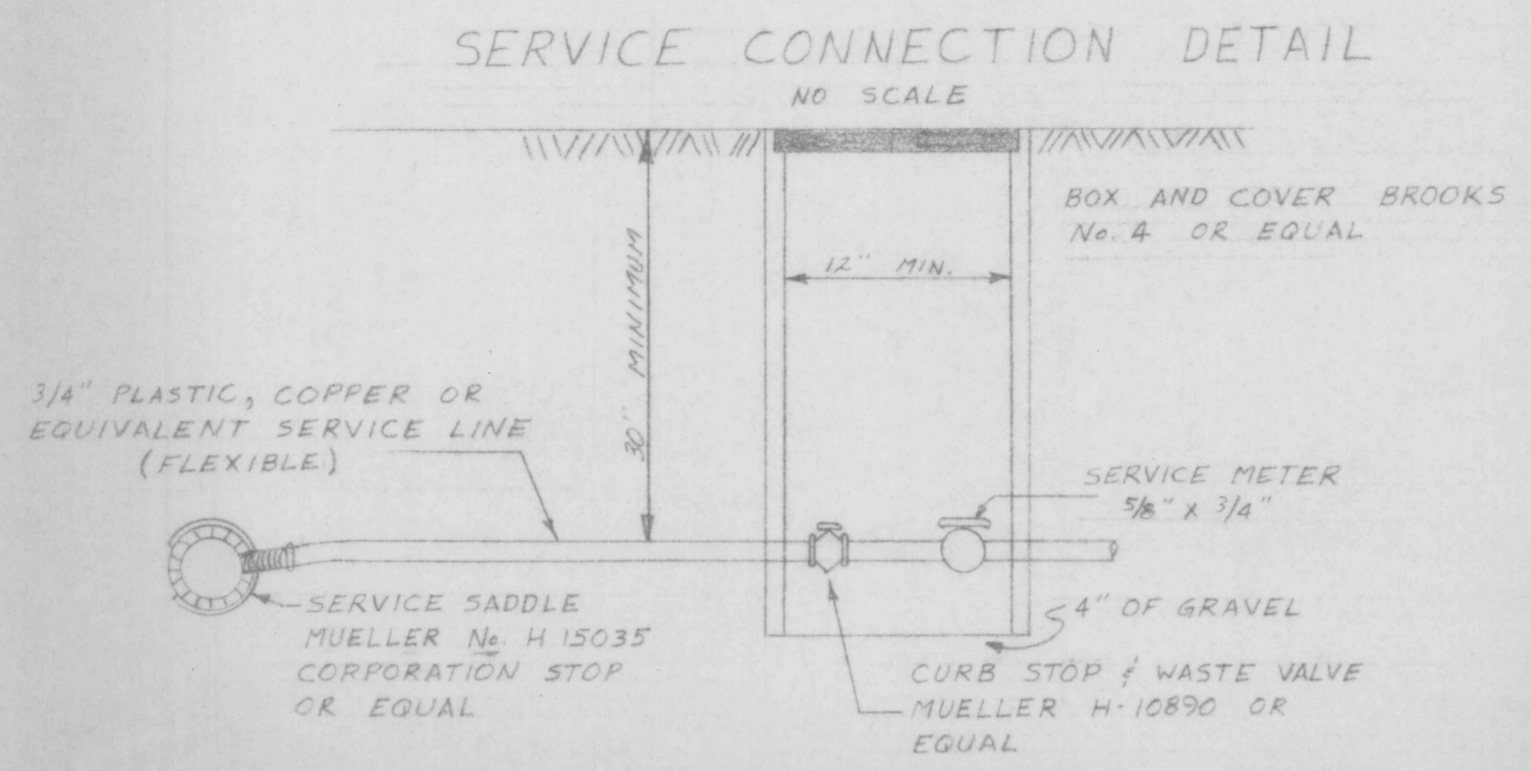 SERVICE CONNECTION DETAIL
NO SCALE
BOX AND COVER BROOKS
No. 4 OR EQUAL
12" MIN.
30" MINIMUM
3/4" PLASTIC, COPPER OR
EQUIVALENT SERVICE LINE
(FLEXIBLE)
SERVICE METER
5/8" X 3/4"
SERVICE SADDLE
MUELLER No. H 15035
CORPORATION STOP
OR EQUAL
4" OF GRAVEL
CURB STOP & WASTE VALVE
MUELLER H-10890 OR
EQUAL